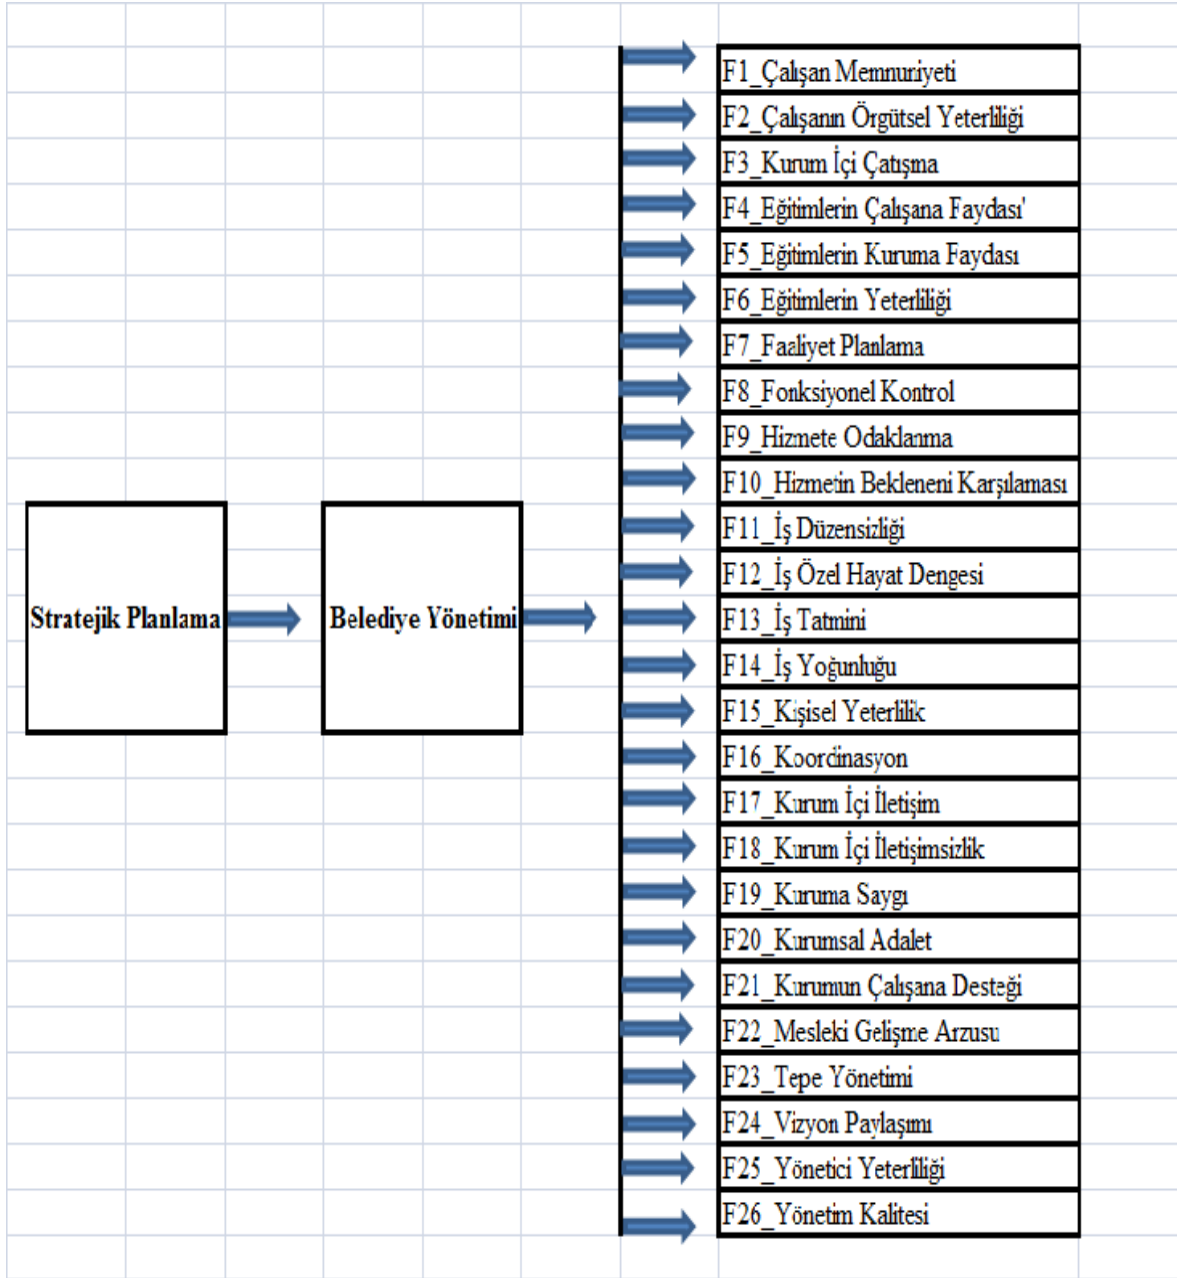 F1_Çalışan Memnuriyeti
F2_Çalışanın Örgütsel Yeterliliği
F3_Kurum İçi Çatışma
F4_Eğitimlerin Çalışana Faydası'
F5_Eğitimlerin Kuruma Faydası
F6_Eğitimlerin Yeterliliği
F7_Faaliyet Planlama
F8_Fonksiyonel Kontrol
F9_Hizmete Odaklanma
F10_Hizmetin Bekleneni Karşılaması
F11_İş Düzensizliği
F12_İş Özel Hayat Dengesi
Stratejik Planlama
Belediye Yönetimi
F13_İş Tatmini
F14_İş Yoğunluğu
F15_Kişisel Yeterlilik
F16_Koordinasyon
F17_Kurum İçi İletişim
F18_Kurum İçi İletişimsizlik
F19_Kuruma Saygı
F20_Kurumsal Adalet
F21_Kurumun Çalışana Desteği
F22_Mesleki Gelişme Arzusu
F23_Tepe Yönetimi
F24_Vizyon Paylaşımı
F25_Yönetici Yeterliliği
F26_Yönetim Kalitesi